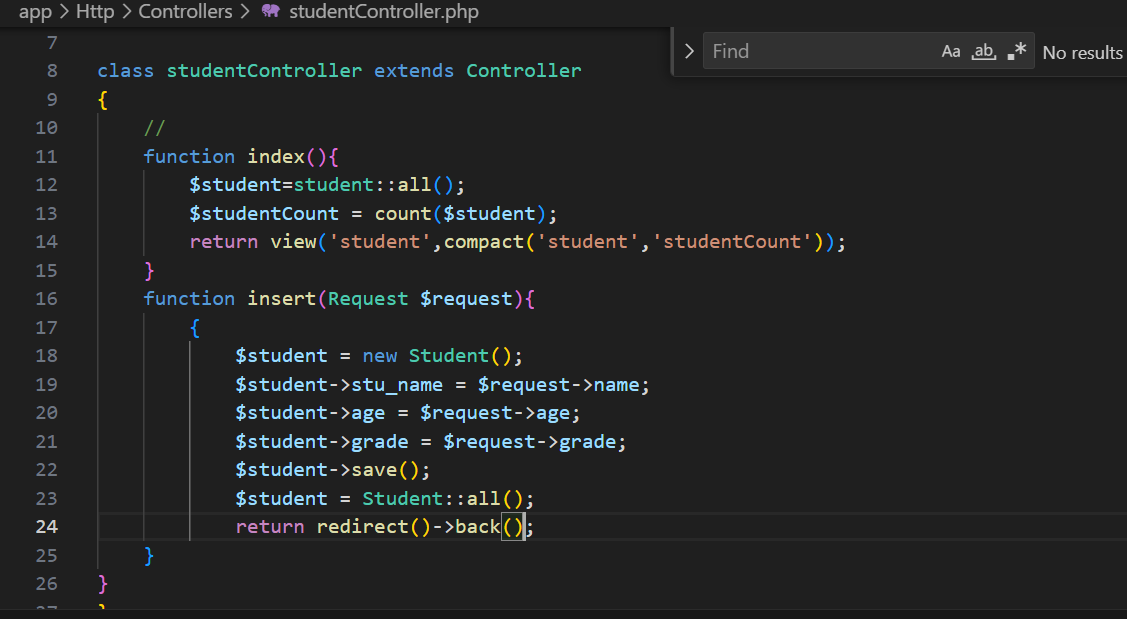 app > Http > Controllers > studentController.php
Find Aa ab .* No results
7
8 class studentController extends Controller
9 {
10 //
11 function index(){
12 $student=student::all();
13 $studentCount = count($student);
14 return view('student',compact('student','studentCount'));
15 }
16 function insert(Request $request){
17 {
18 $student = new Student();
19 $student->stu_name = $request->name;
20 $student->age = $request->age;
21 $student->grade = $request->grade;
22 $student->save();
23 $student = Student::all();
24 return redirect()->back();
25 }
26 }
27 }